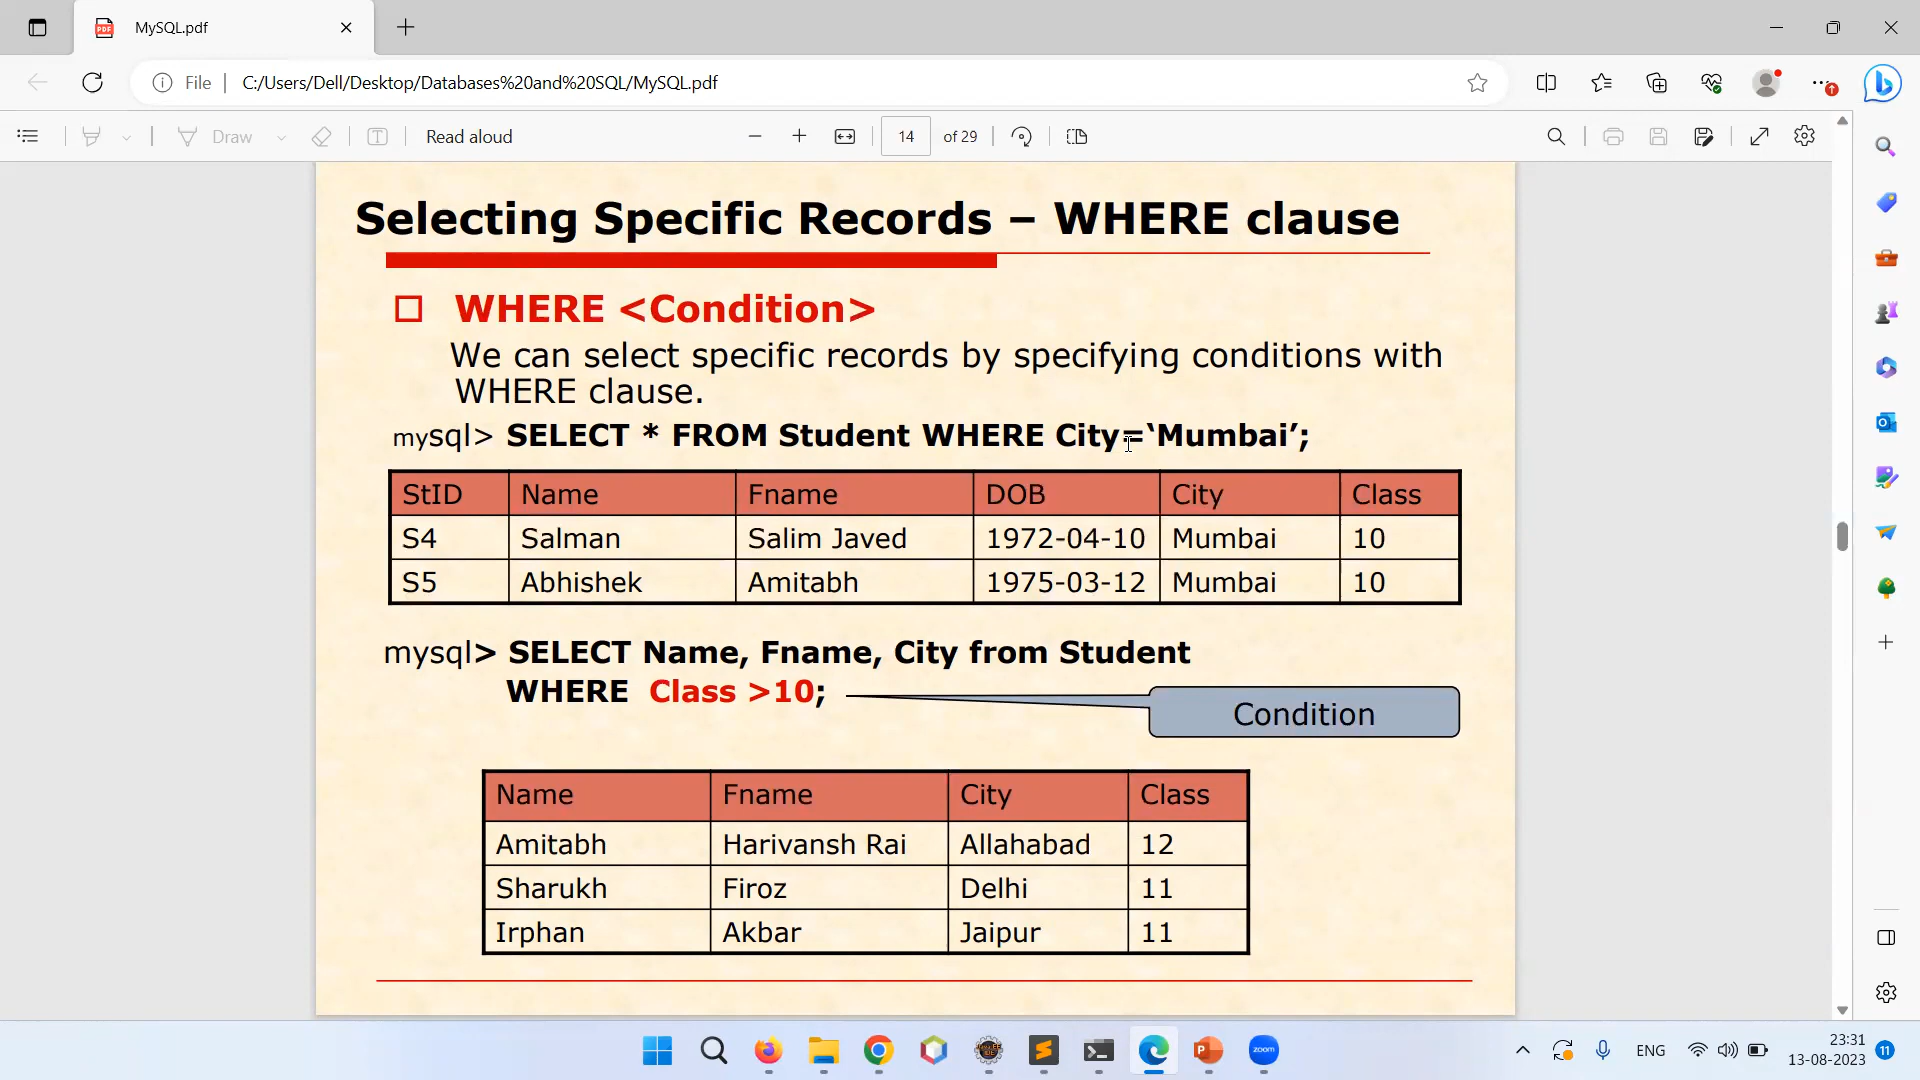 MySQL.pdf
File
C:/Users/Dell/Desktop/Databases%20and%20SQL/MySQL.pdf
Draw
Read aloud
14 of 29
Selecting Specific Records – WHERE clause
WHERE <Condition>
We can select specific records by specifying conditions with
WHERE clause.
mysql> SELECT * FROM Student WHERE City=‘Mumbai’;
StID Name Fname DOB City Class
S4 Salman Salim Javed 1972-04-10 Mumbai 10
S5 Abhishek Amitabh 1975-03-12 Mumbai 10
mysql> SELECT Name, Fname, City from Student
WHERE Class >10;
Condition
Name Fname City Class
Amitabh Harivansh Rai Allahabad 12
Sharukh Firoz Delhi 11
Irphan Akbar Jaipur 11
zoom
ENG
23:31
13-08-2023
11